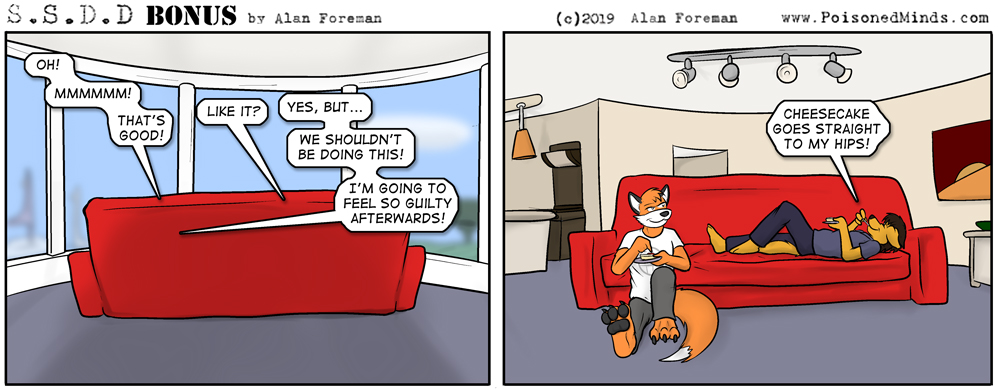 S.S.D.D BONUS by Alan Foreman
(c)2019 Alan Foreman
www.PoisonedMinds.com
OH!
MMMMMM!
THAT'S
GOOD!
LIKE IT?
YES, BUT...
WE SHOULDN'T
BE DOING THIS!
I'M GOING TO
FEEL SO GUILTY
AFTERWARDS!
CHEESECAKE
GOES STRAIGHT
TO MY HIPS!